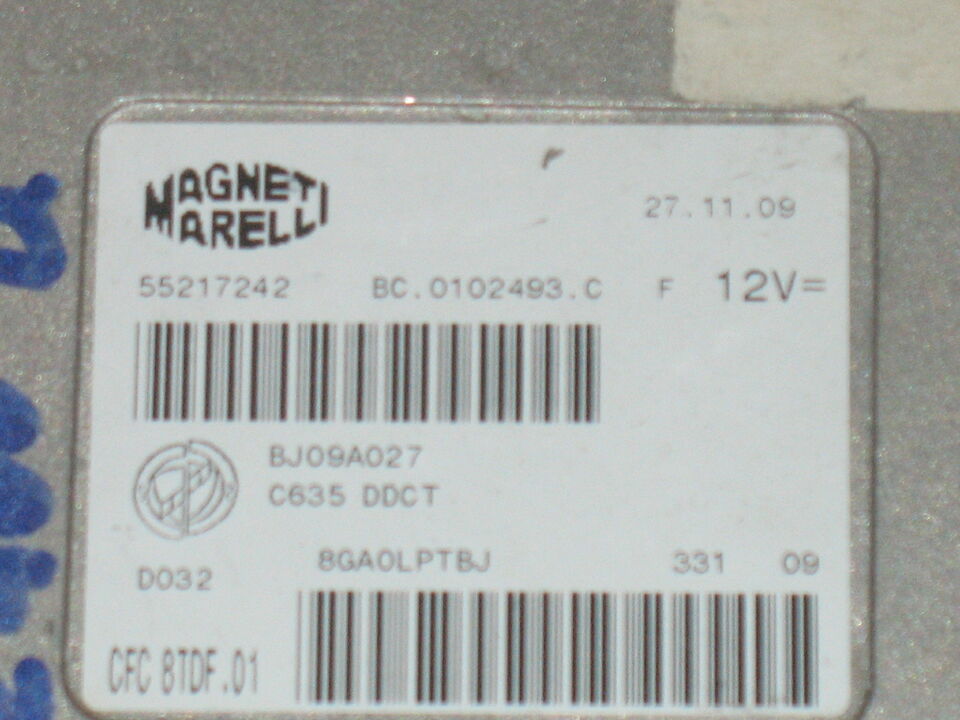 MAGNETI
MARELLI
27.11.09
55217242 BC.0102493.C F 12V=
BJ09A027
C635 DDCT
8GA0LPTBJ 331 09
D032
CFC 8TDF.01